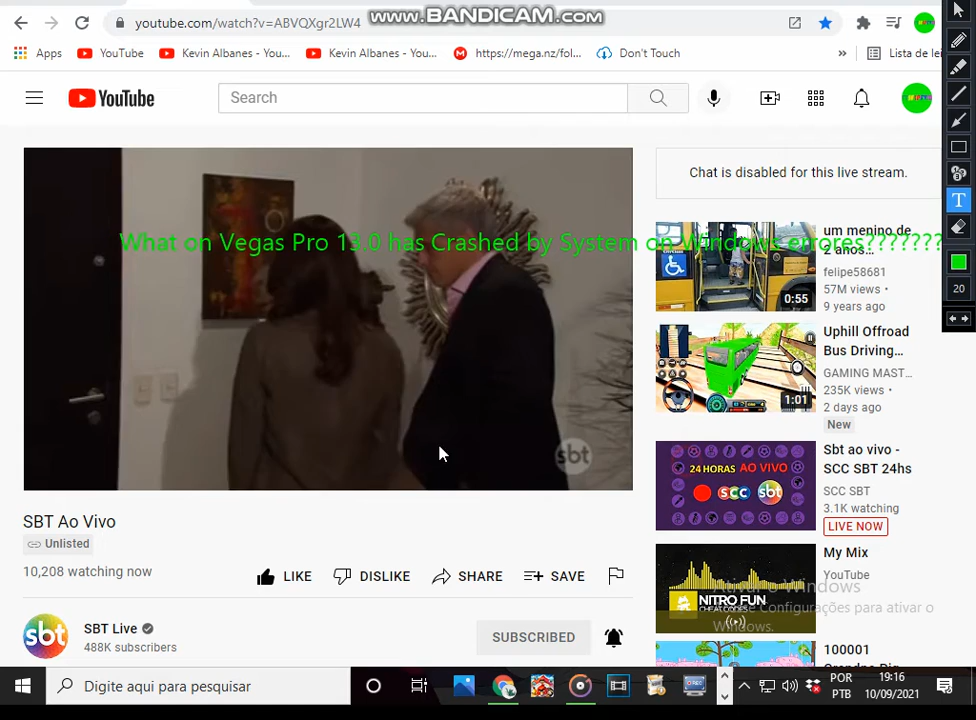 youtube.com/watch?v=ABVQXgr2LW4
www.BANDICAM.com
Apps
YouTube
Kevin Albanes - You...
Kevin Albanes - You...
https://mega.nz/fol...
Don't Touch
»
Lista de lei
YouTube
Search
Chat is disabled for this live stream.
What on Vegas Pro 13.0 has Crashed by System on Windows errores???????
um menino de
2 anos...
felipe58681
57M views •
9 years ago
0:55
Uphill Offroad
Bus Driving...
GAMING MAST...
235K views •
2 days ago
New
1:01
Sbt ao vivo -
SCC SBT 24hs
SCC SBT
3.1K watching
LIVE NOW
24 HORAS AO VIVO
SCC sbt
My Mix
YouTube
NITRO FUN
CHEAT CODES
Ativar o Windows
Configurações para ativar o
Windows.
100001
sbt
SBT Ao Vivo
Unlisted
10,208 watching now
LIKE
DISLIKE
SHARE
SAVE
sbt
SBT Live
488K subscribers
SUBSCRIBED
T
20
Digite aqui para pesquisar
REC
POR
PTB
19:16
10/09/2021